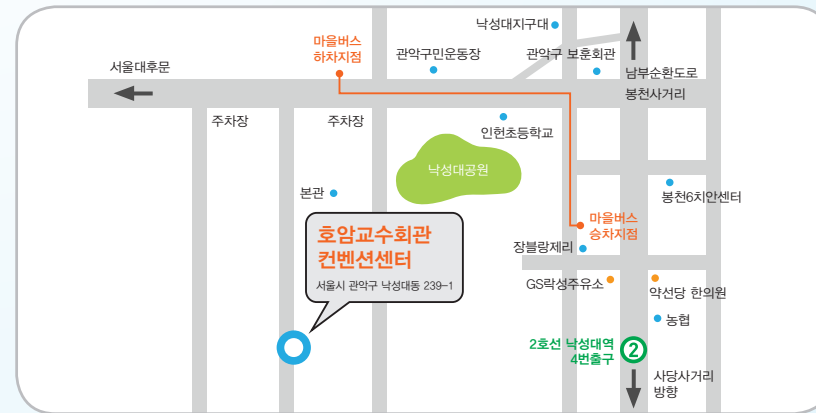 낙성대지구대
마을버스
하차지점
관악구민운동장
관악구 보훈회관
서울대후문
남부순환도로
봉천사거리
주차장
주차장
인헌초등학교
낙성대공원
본관
봉천6치안센터
마을버스
승차지점
호암교수회관
컨벤션센터
서울시 관악구 낙성대동 239-1
장블랑제리
GS락성주유소
약선당 한의원
농협
2호선 낙성대역
4번출구
2
사당사거리
방향